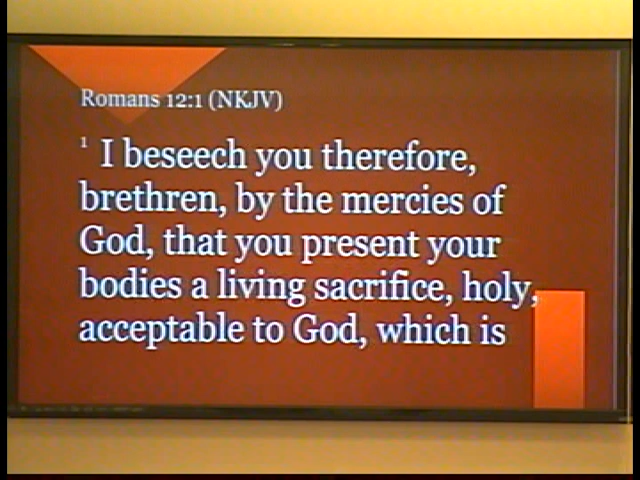 Romans 12:1 (NKJV)
1 I beseech you therefore,
brethren, by the mercies of
God, that you present your
bodies a living sacrifice, holy,
acceptable to God, which is